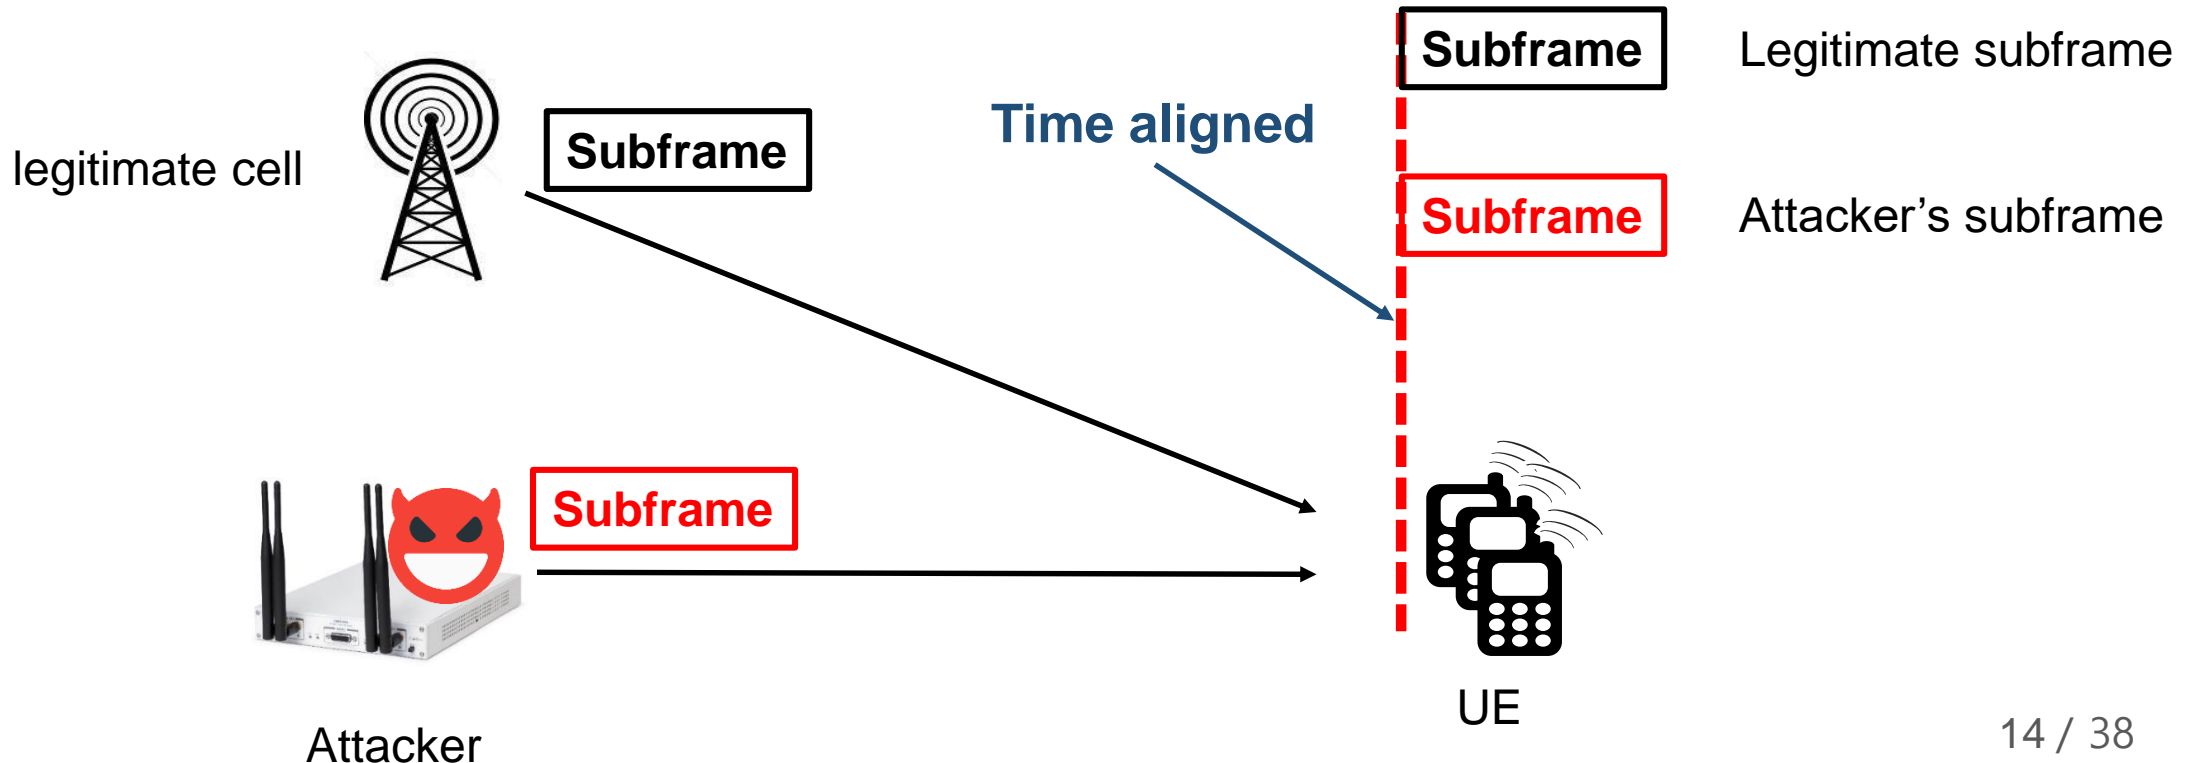 Subframe
Legitimate subframe
Time aligned
Subframe
legitimate cell
Subframe
Attacker’s subframe
Subframe
UE
Attacker
14 / 38